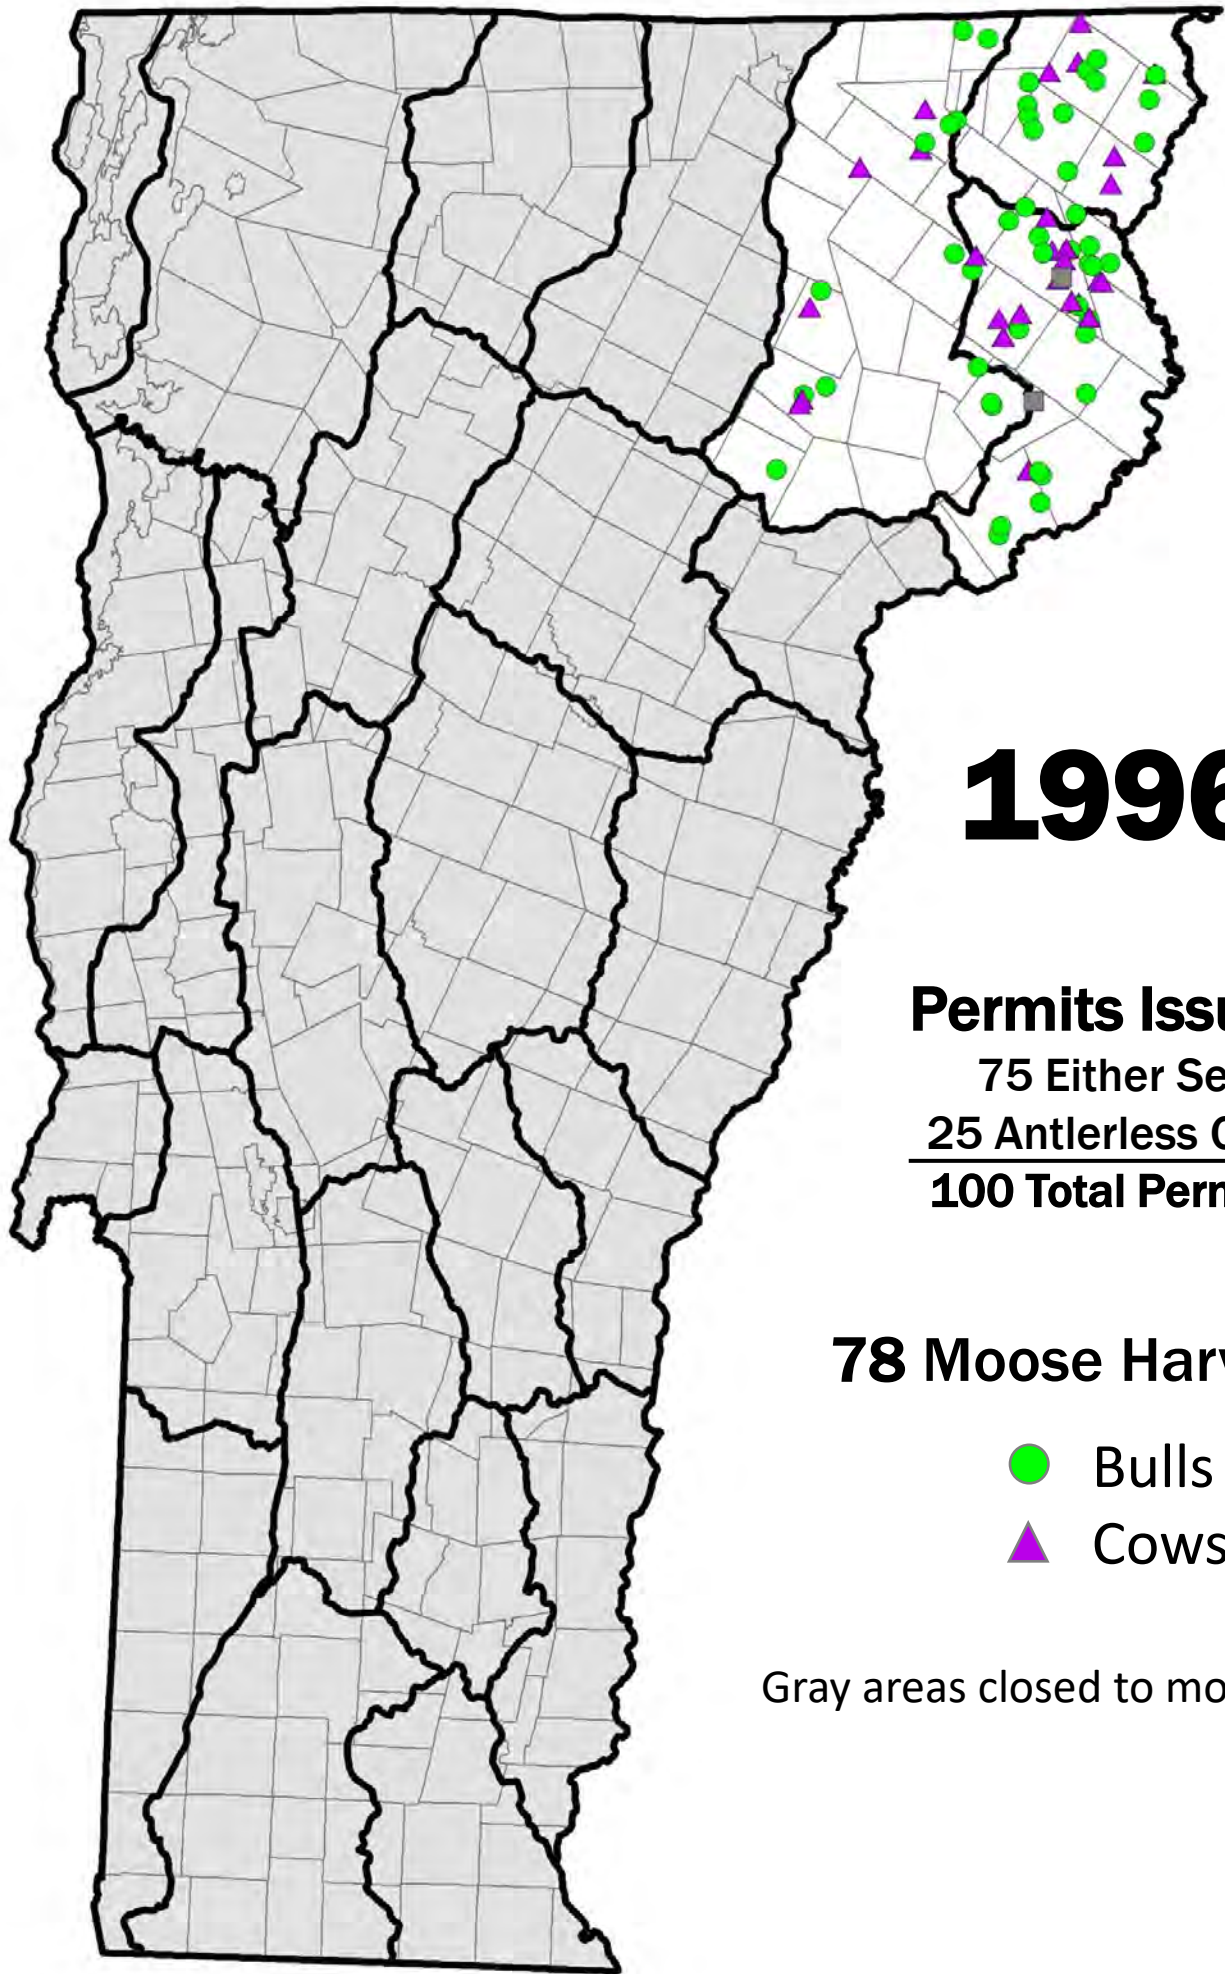 1996
Permits Issu
75 Either Se
25 Antlerless O
100 Total Perm
78 Moose Harv
Bulls
Cows
Gray areas closed to mo